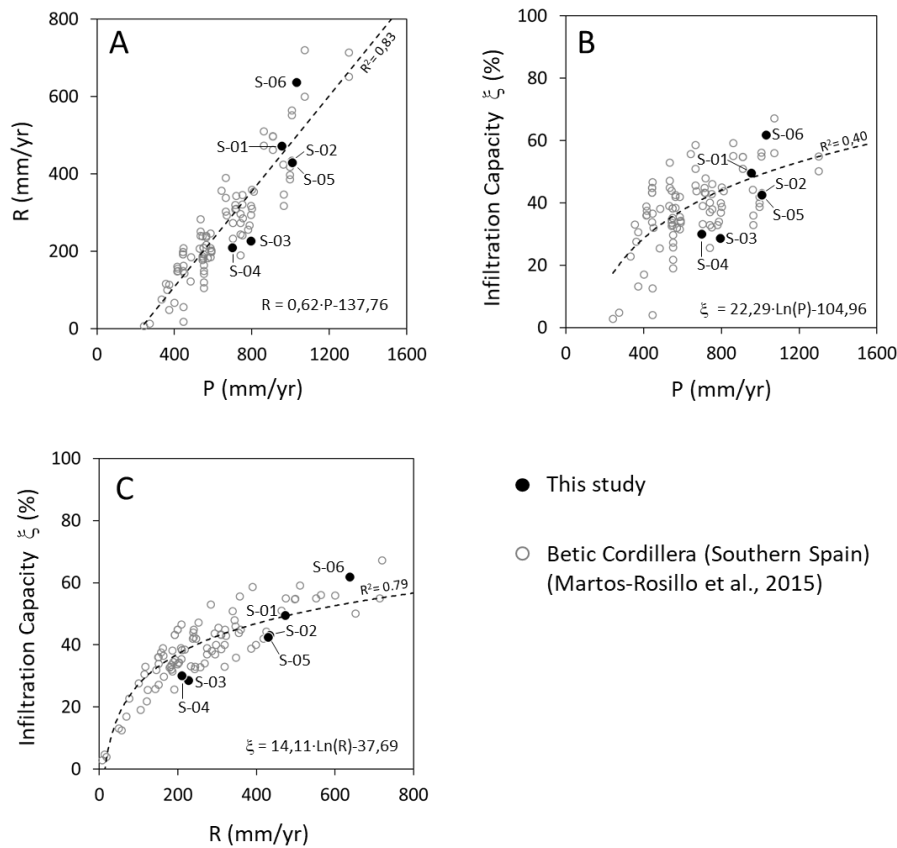 A
800
600
400
200
0
R (mm/yr)
0
400
800
1200
1600
P (mm/yr)
R²= 0,83
S-06
S-01
S-02
S-05
S-03
S-04
R = 0,62·P-137,76
B
100
80
60
40
20
0
Infiltration Capacity ξ (%)
0
400
800
1200
1600
P (mm/yr)
R²= 0,40
S-06
S-01
S-02
S-05
S-03
S-04
ξ = 22,29·Ln(P)-104,96
C
100
80
60
40
20
0
Infiltration Capacity ξ (%)
0
200
400
600
800
R (mm/yr)
R²= 0.79
S-06
S-01
S-02
S-05
S-03
S-04
ξ = 14,11·Ln(R)-37,69
This study
Betic Cordillera (Southern Spain)
(Martos-Rosillo et al., 2015)